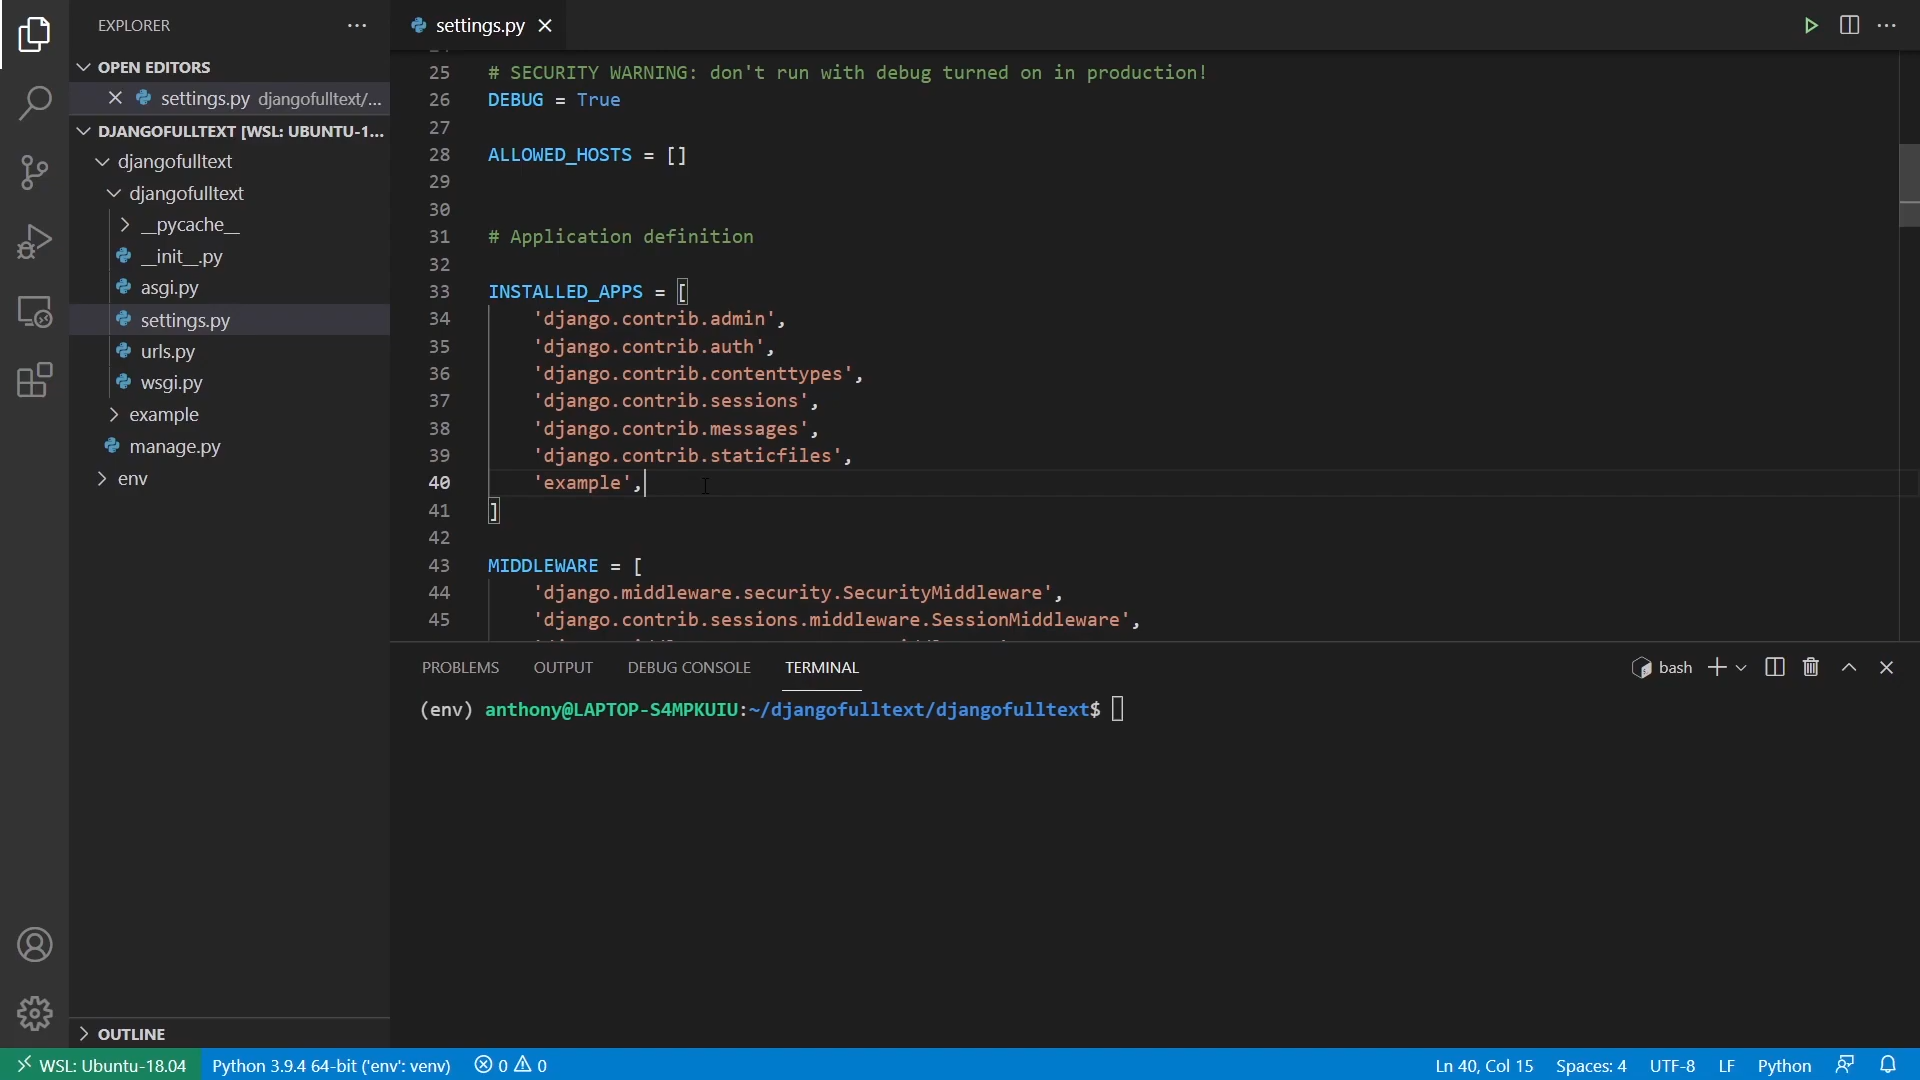 EXPLORER
OPEN EDITORS
settings.py djangofulltext/...
DJANGOFULLTEXT [WSL: UBUNTU-1...
djangofulltext
djangofulltext
__pycache__
__init__.py
asgi.py
settings.py
urls.py
wsgi.py
example
manage.py
env
OUTLINE
settings.py
25 # SECURITY WARNING: don't run with debug turned on in production!
26 DEBUG = True
27
28 ALLOWED_HOSTS = []
29
30
31 # Application definition
32
33 INSTALLED_APPS = [
34 'django.contrib.admin',
35 'django.contrib.auth',
36 'django.contrib.contenttypes',
37 'django.contrib.sessions',
38 'django.contrib.messages',
39 'django.contrib.staticfiles',
40 'example',
41 ]
42
43 MIDDLEWARE = [
44 'django.middleware.security.SecurityMiddleware',
45 'django.contrib.sessions.middleware.SessionMiddleware',
PROBLEMS OUTPUT DEBUG CONSOLE TERMINAL bash
(env) anthony@LAPTOP-S4MPKUIU:~/djangofulltext/djangofulltext$
WSL: Ubuntu-18.04 Python 3.9.4 64-bit ('env': venv) 0 0 Ln 40, Col 15 Spaces: 4 UTF-8 LF Python